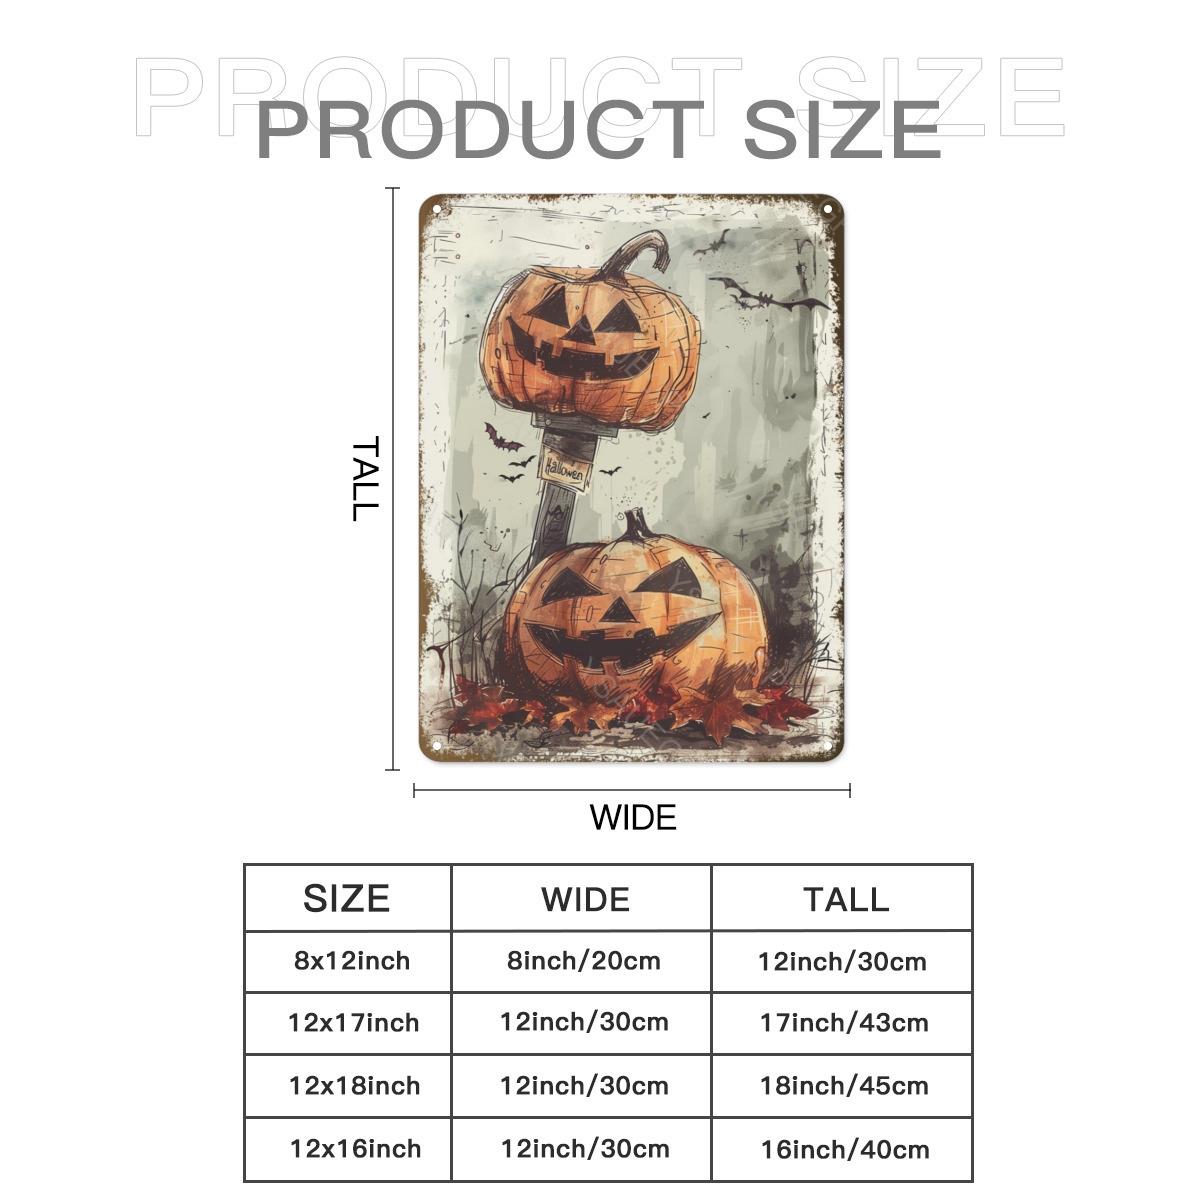 PRODUCT SIZE
PRODUCT SIZE
TALL
Hallowen
WIDE
SIZE WIDE TALL
8x12inch 8inch/20cm 12inch/30cm
12x17inch 12inch/30cm 17inch/43cm
12x18inch 12inch/30cm 18inch/45cm
12x16inch 12inch/30cm 16inch/40cm